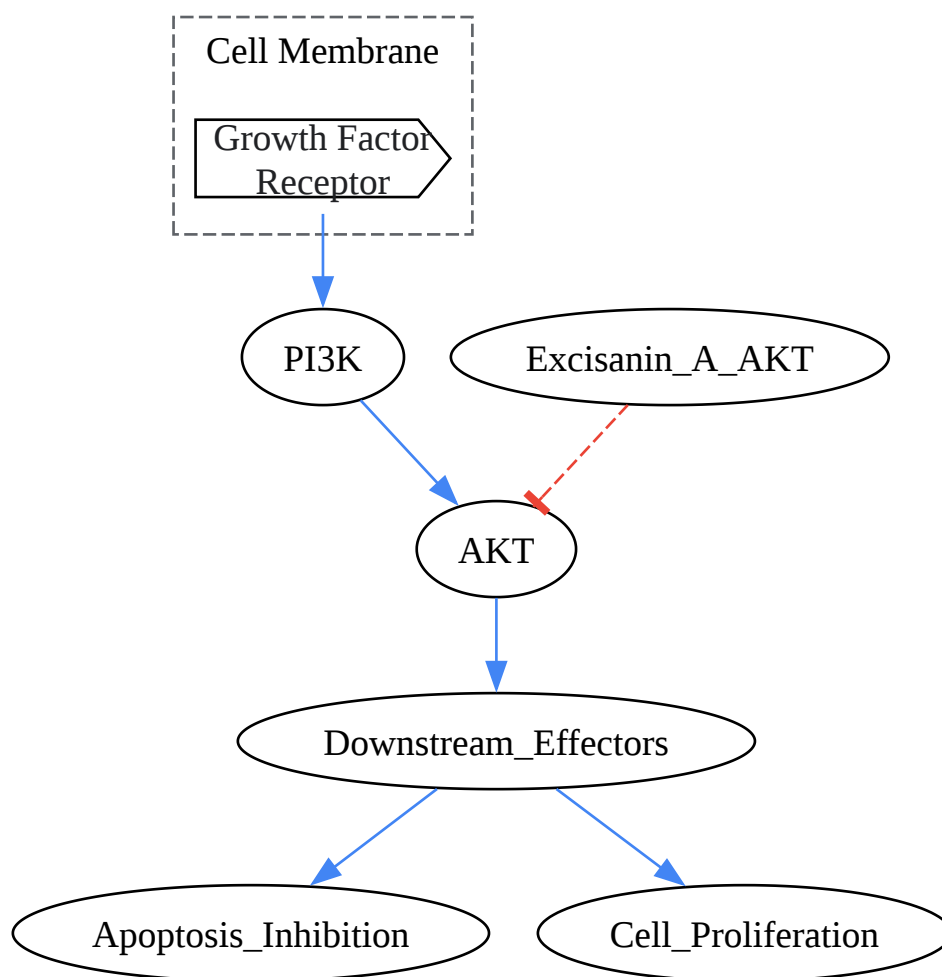 Cell Membrane
Growth Factor
Receptor
PI3K
Excisanin_A_AKT
AKT
Downstream_Effectors
Apoptosis_Inhibition
Cell_Proliferation